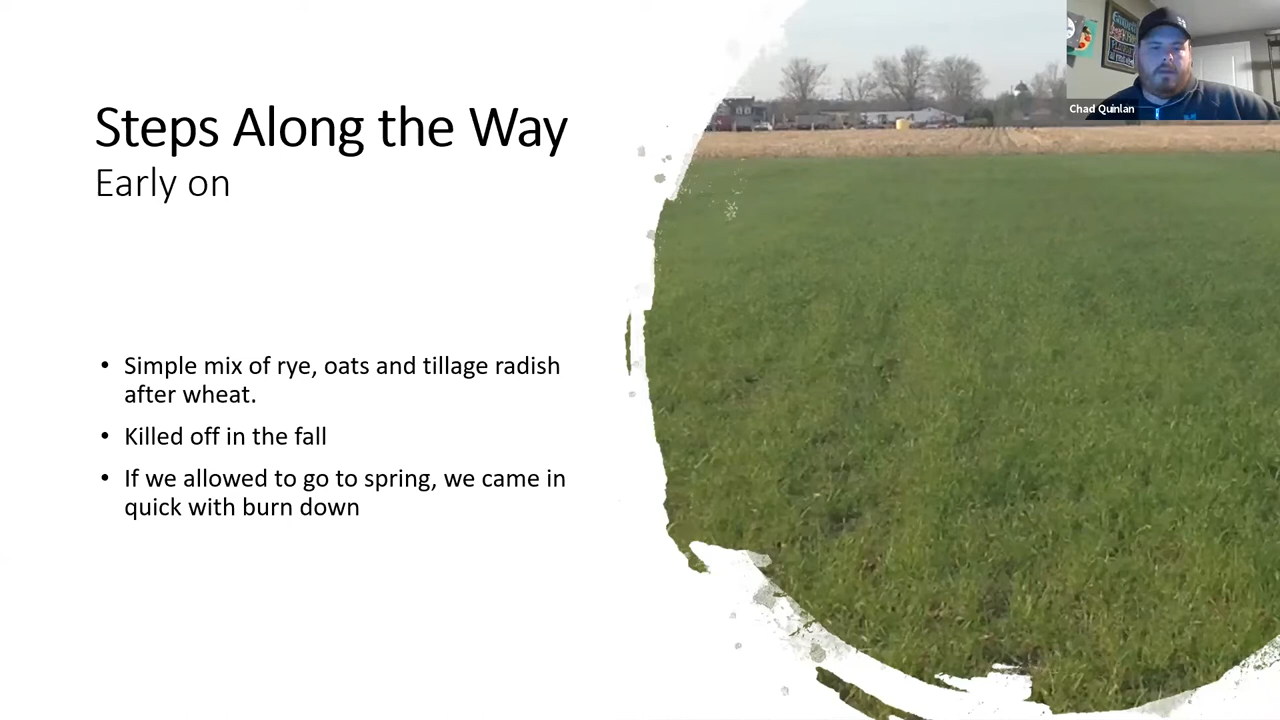 Steps Along the Way
Early on
• Simple mix of rye, oats and tillage radish
after wheat.
• Killed off in the fall
• If we allowed to go to spring, we came in
quick with burn down
Chad Quinlan